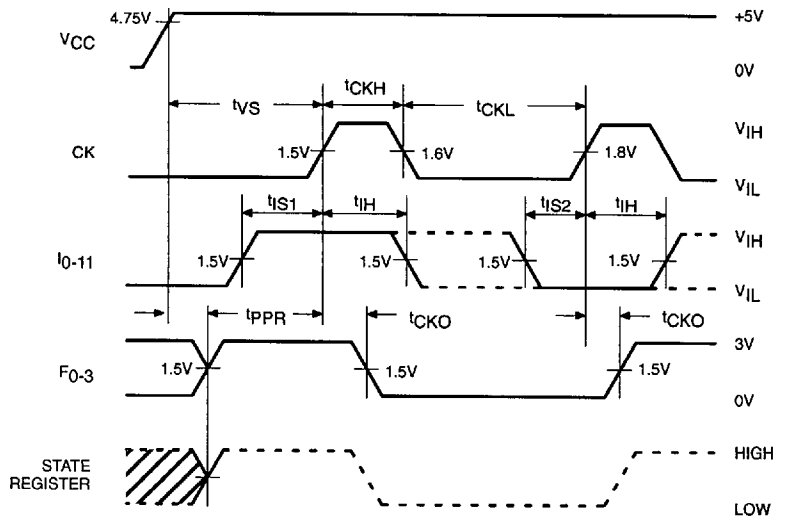 4.75V
+5V
VCC
0V
tVS
tCKH
tCKL
CK
1.5V
1.6V
1.8V
VIH
VIL
tIS1
tIH
tIS2
tIH
I0-11
1.5V
1.5V
1.5V
1.5V
VIH
VIL
tPPR
tCKO
tCKO
F0-3
1.5V
1.5V
1.5V
3V
0V
STATE
REGISTER
HIGH
LOW